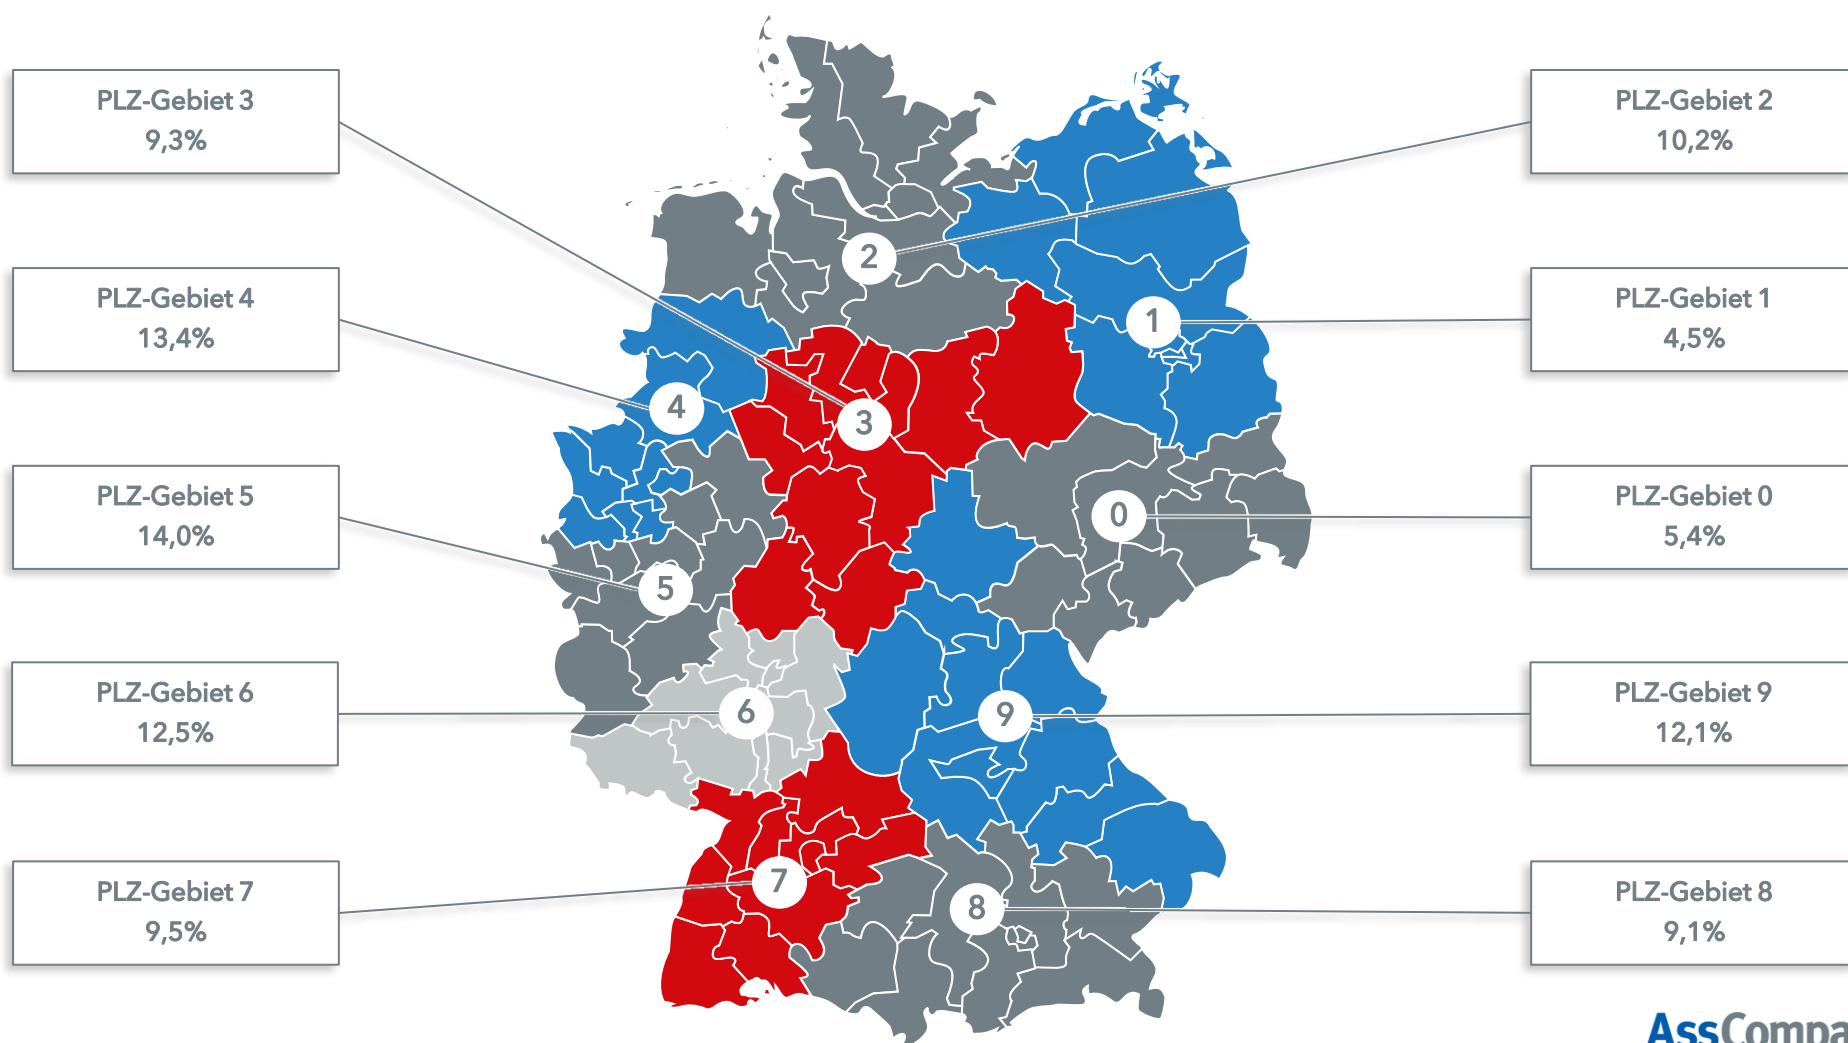 PLZ-Gebiet 3
9,3%
PLZ-Gebiet 2
10,2%
PLZ-Gebiet 4
13,4%
PLZ-Gebiet 1
4,5%
PLZ-Gebiet 5
14,0%
PLZ-Gebiet 0
5,4%
PLZ-Gebiet 6
12,5%
PLZ-Gebiet 9
12,1%
PLZ-Gebiet 7
9,5%
PLZ-Gebiet 8
9,1%
2
1
4
3
0
5
6
9
7
8
AssCompa